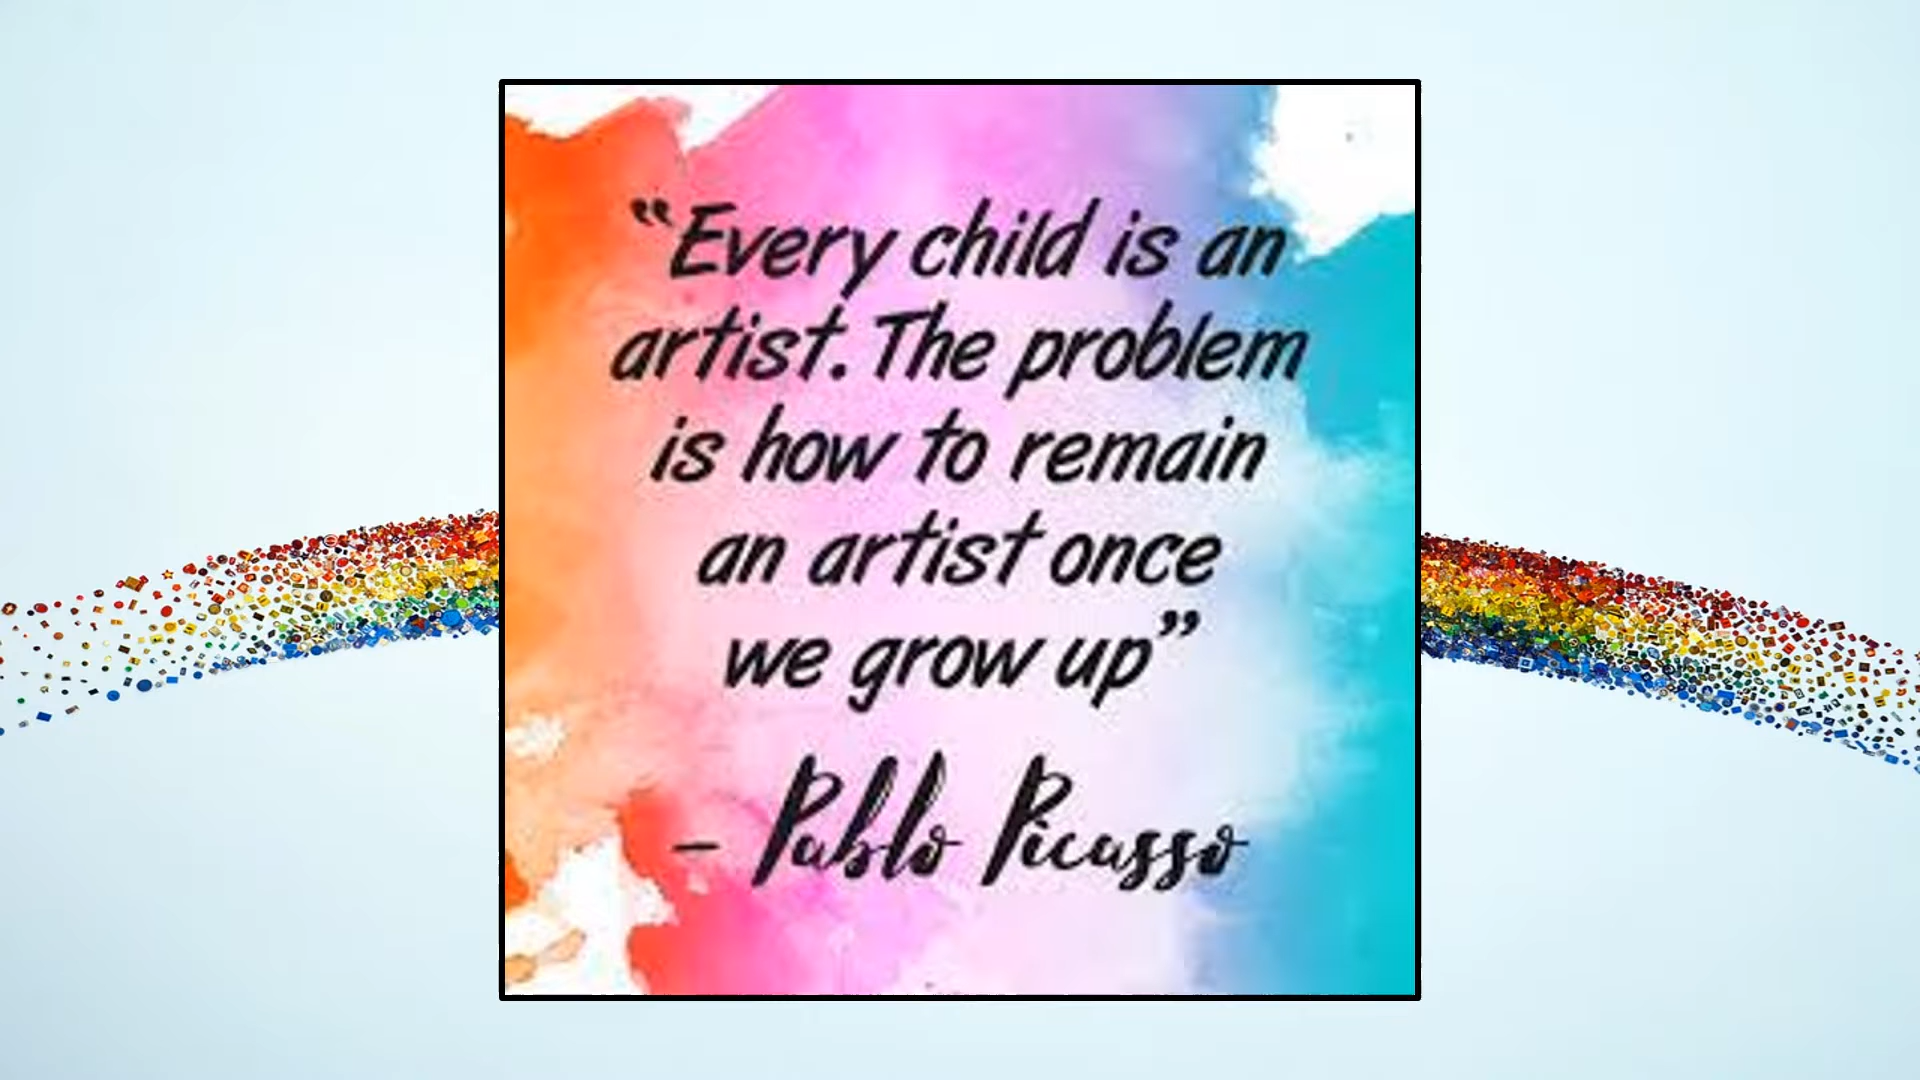 “Every child is an
artist. The problem
is how to remain
an artist once
we grow up”
– Pablo Picasso